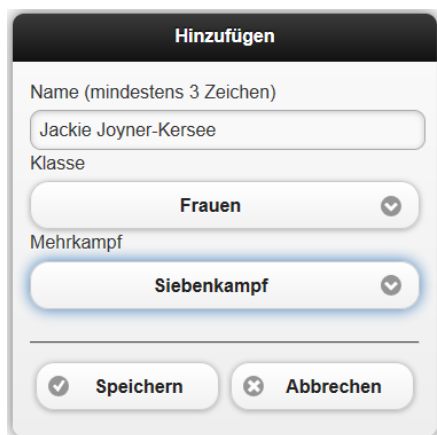 Hinzufügen
Name (mindestens 3 Zeichen)
Jackie Joyner-Kersee
Klasse
Frauen
Mehrkampf
Siebenkampf
Speichern Abbrechen